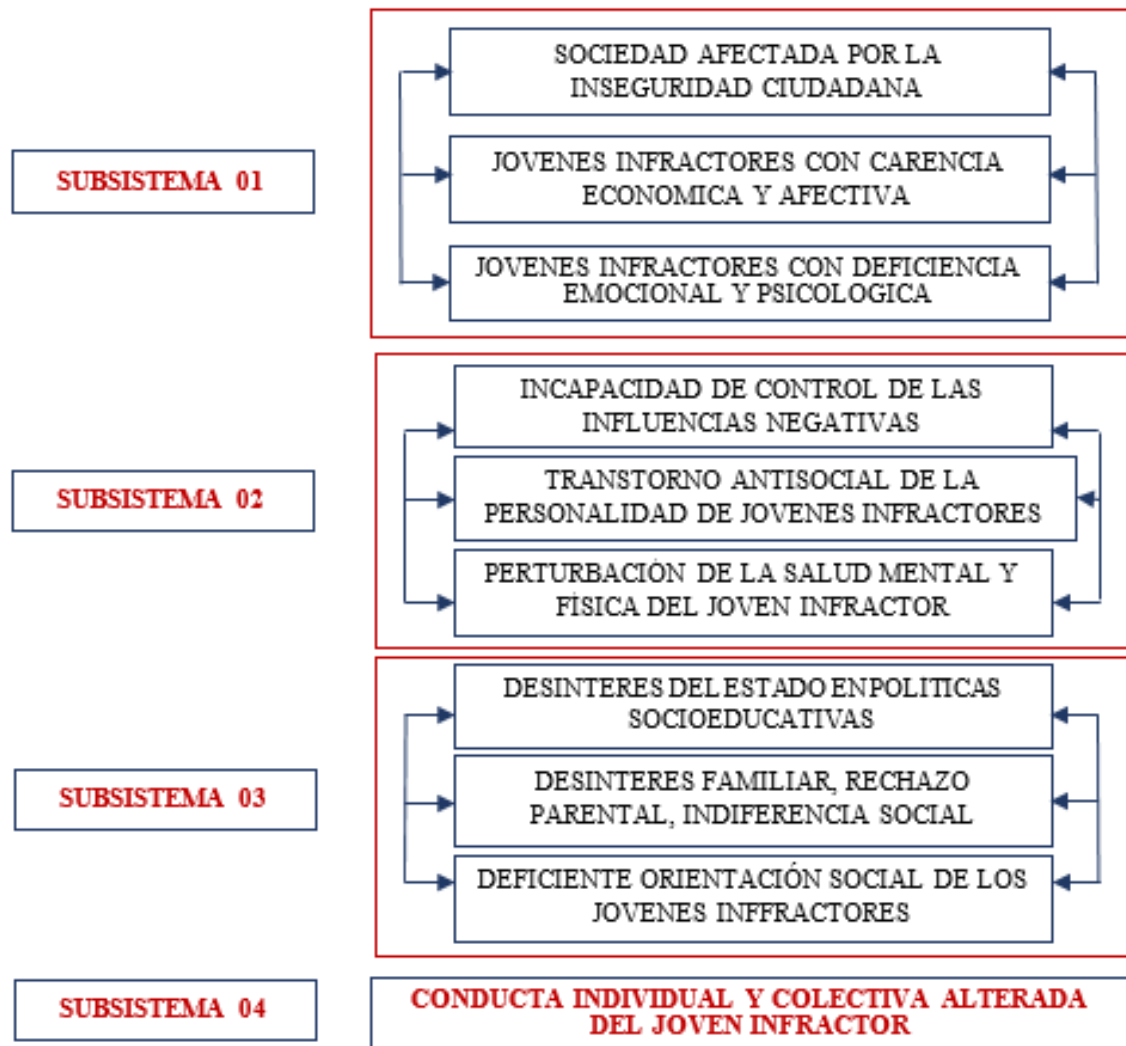 SOCIEDAD AFECTADA POR LA
INSEGURIDAD CIUDADANA
SUBSISTEMA 01
JOVENES INFRACTORES CON CARENCIA
ECONOMICA Y AFECTIVA
JOVENES INFRACTORES CON DEFICIENCIA
EMOCIONAL Y PSICOLOGICA
INCAPACIDAD DE CONTROL DE LAS
INFLUENCIAS NEGATIVAS
SUBSISTEMA 02
TRANSTORNO ANTISOCIAL DE LA
PERSONALIDAD DE JOVENES INFRACTORES
PERTURBACIÓN DE LA SALUD MENTAL Y
FÍSICA DEL JOVEN INFRACTOR
DESINTERES DEL ESTADO ENPOLITICAS
SOCIOEDUCATIVAS
SUBSISTEMA 03
DESINTERES FAMILIAR, RECHAZO
PARENTAL, INDIFERENCIA SOCIAL
DEFICIENTE ORIENTACIÓN SOCIAL DE LOS
JOVENES INFFRACTORES
SUBSISTEMA 04
CONDUCTA INDIVIDUAL Y COLECTIVA ALTERADA
DEL JOVEN INFRACTOR